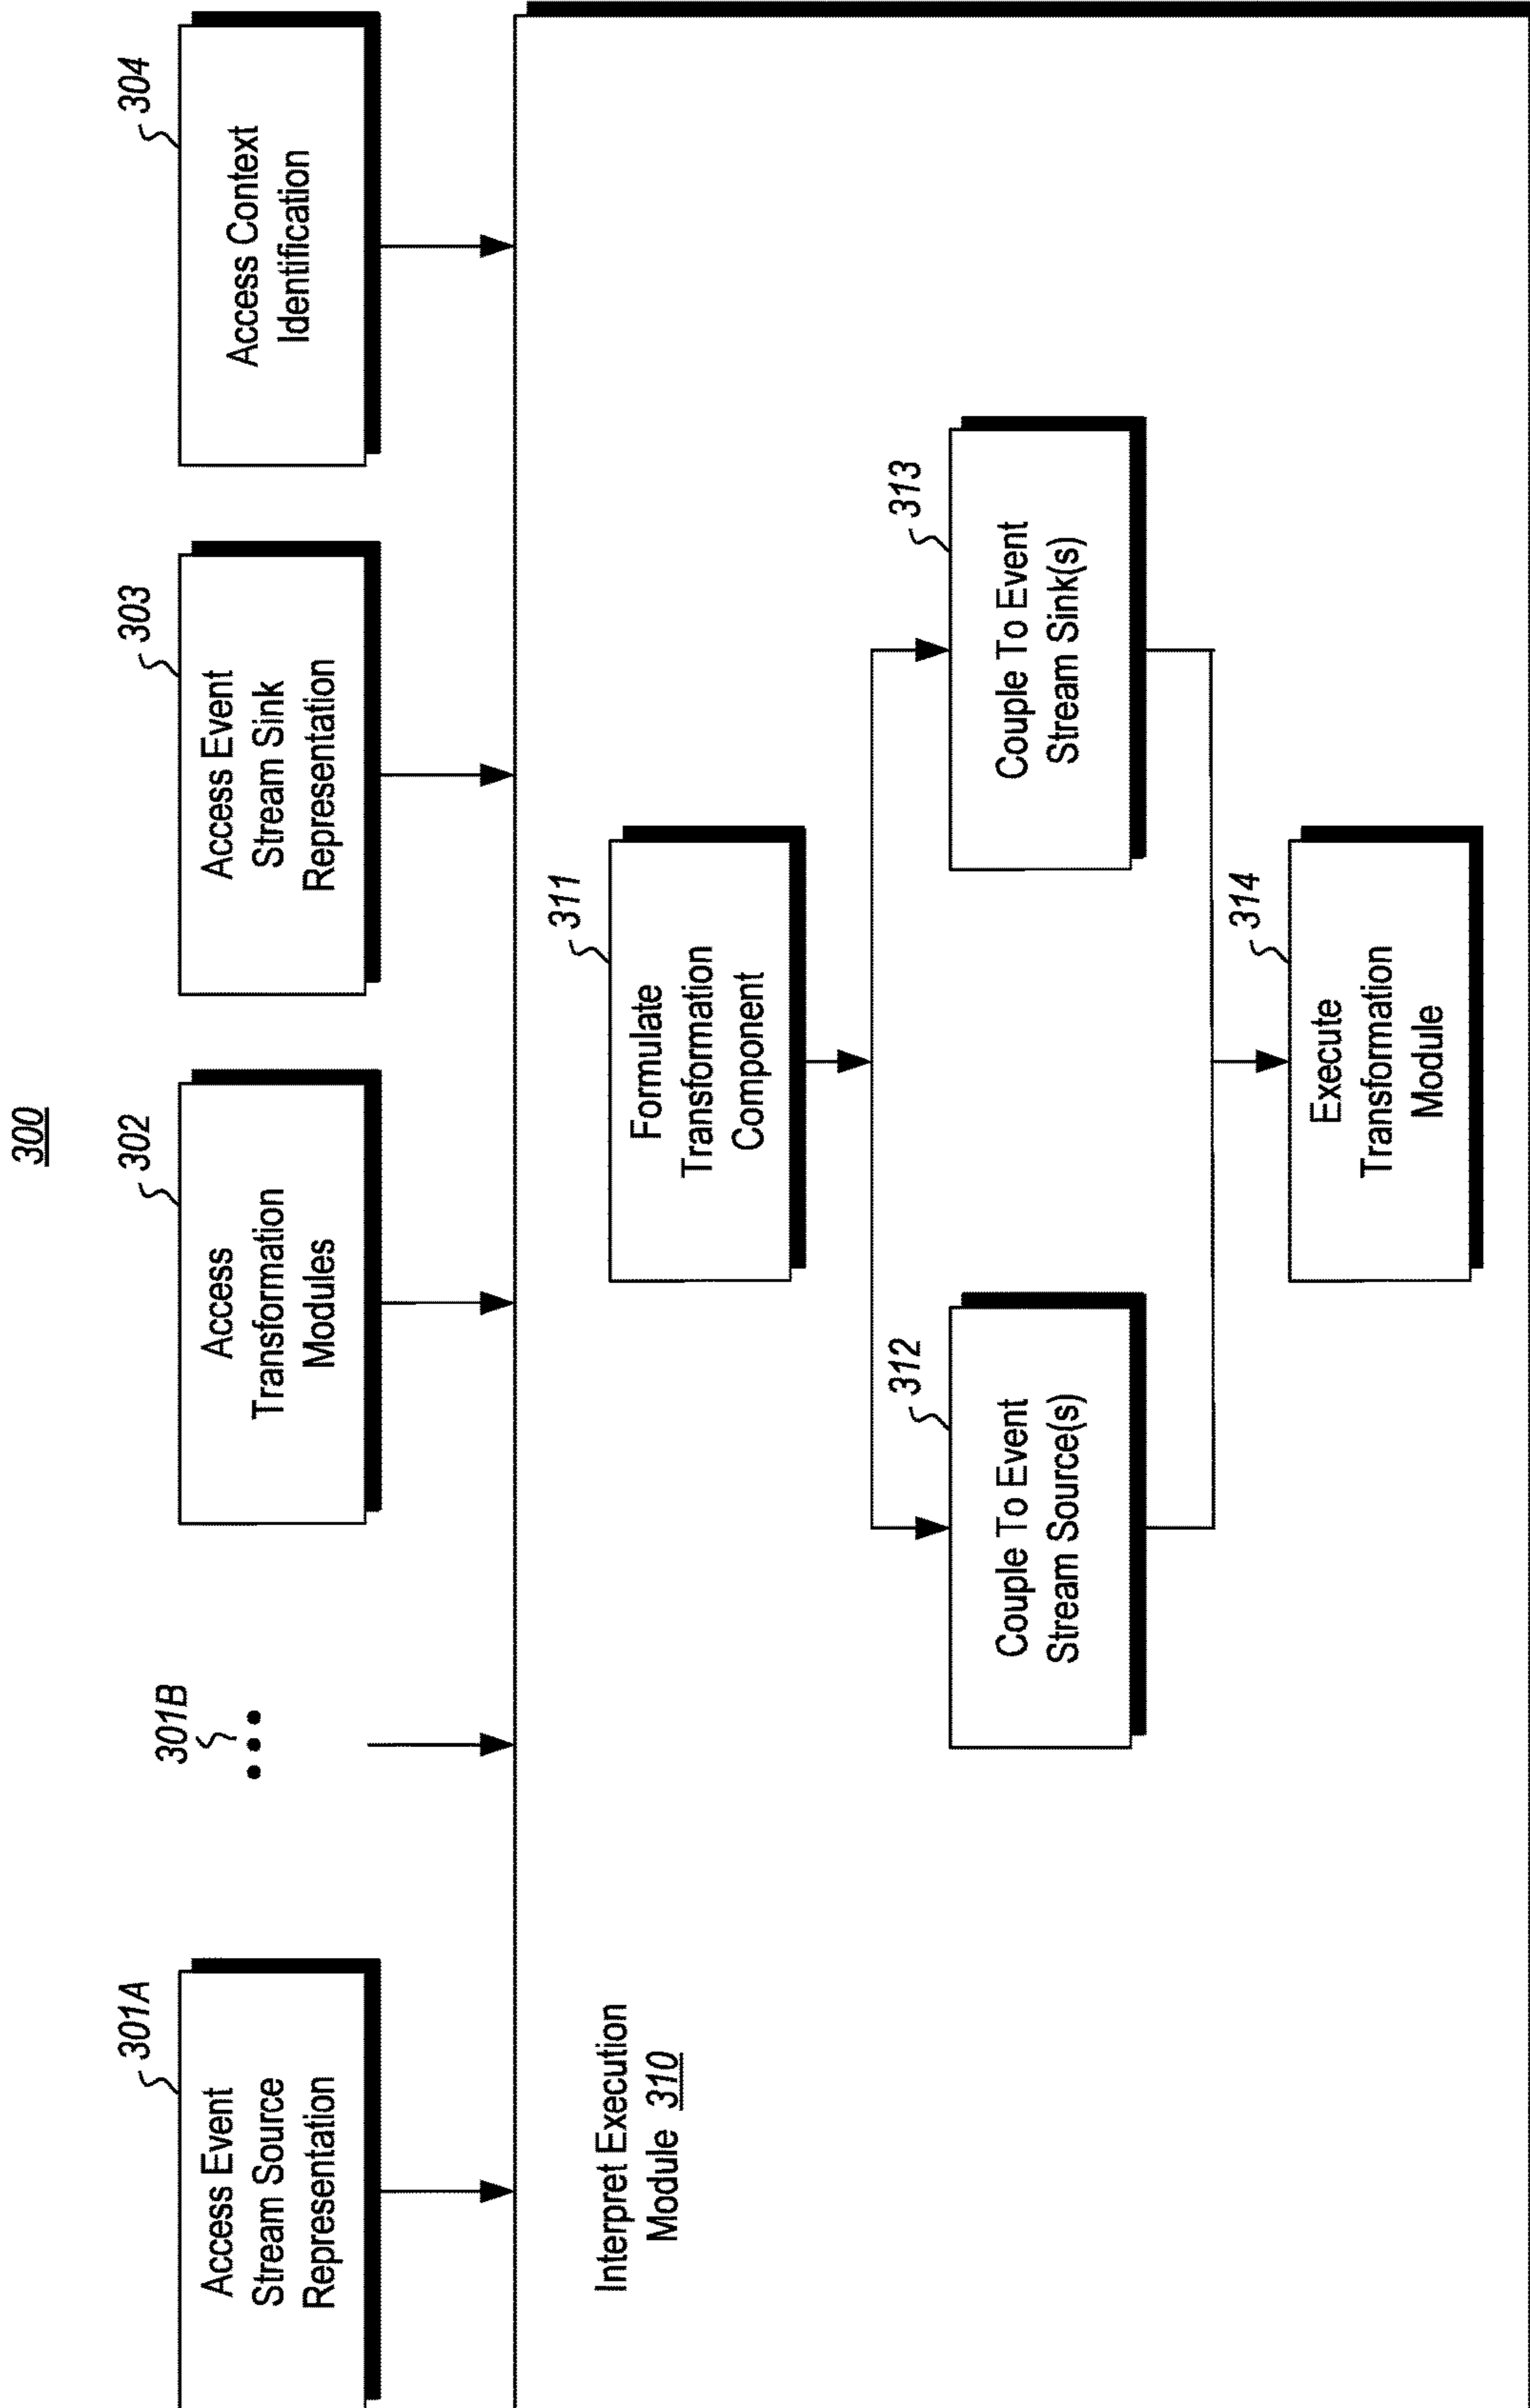 300
301A
Access Event
Stream Source
Representation
301B
...
302
Access
Transformation
Modules
303
Access Event
Stream Sink
Representation
304
Access Context
Identification
Interpret Execution
Module 310
311
Formulate
Transformation
Component
312
Couple To Event
Stream Source(s)
313
Couple To Event
Stream Sink(s)
314
Execute
Transformation
Module